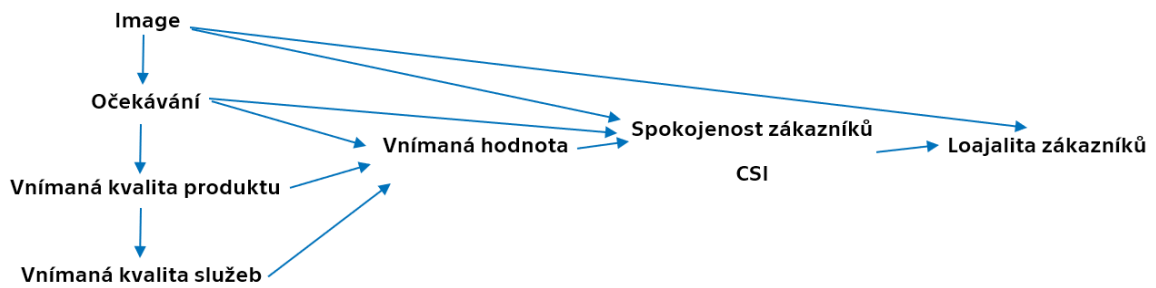 Image
Očekávání
Spokojenost zákazníků
Vnímaná hodnota
Loajalita zákazníků
CSI
Vnímaná kvalita produktu
Vnímaná kvalita služeb